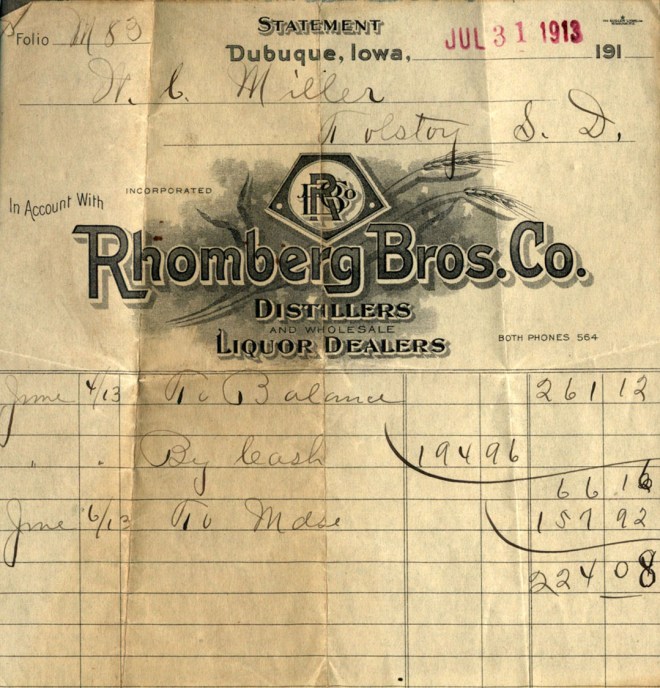 STATEMENT
Folio M 83
Dubuque, Iowa, JUL 31 1913 191
W. C. Miller
Tolstoy S. D.
In Account With
INCORPORATED
RHOMBERG BROS. CO.
DISTILLERS
AND WHOLESALE
LIQUOR DEALERS
BOTH PHONES 564
June 4/13 To Balance 261 12
" " By Cash 194 96
66 16
June 6/13 To Mdse 157 92
224 08